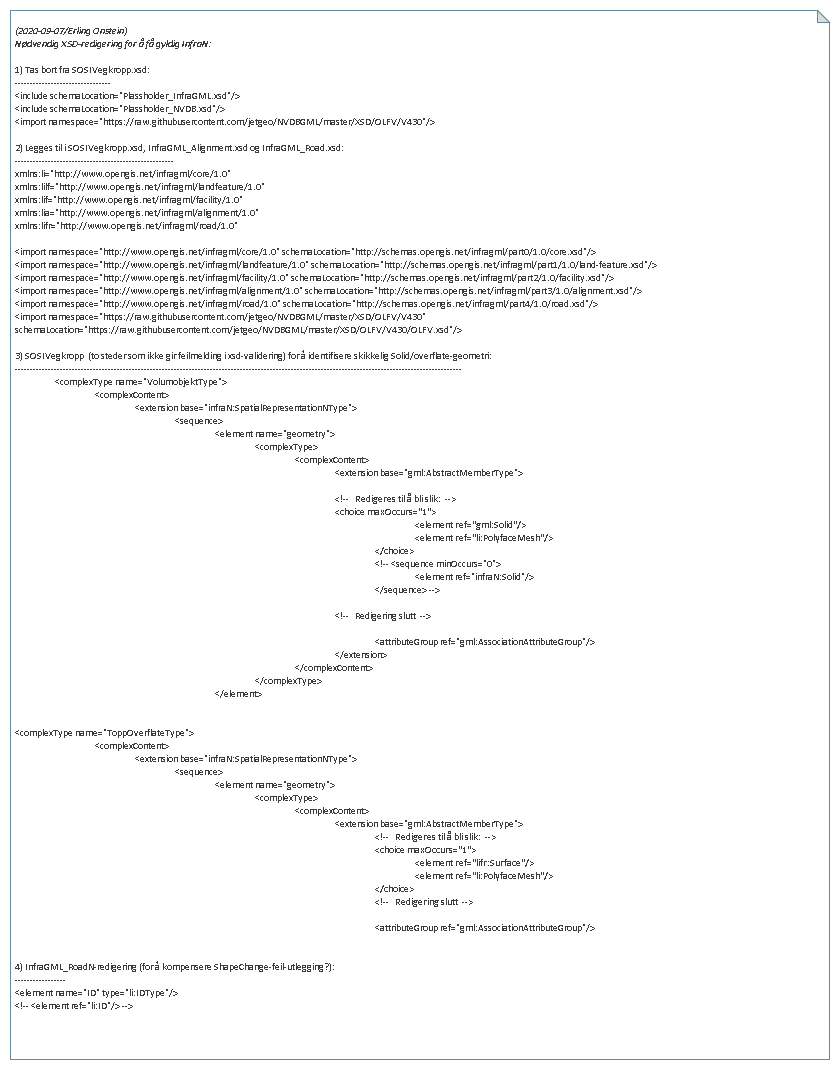 (2020-09-07/Erling Onstein)
Nødvendig XSD-redigering for å få gyldig InfraN:
1) Tas bort fra SOSIVegkropp.xsd:
--------------------------------
<include schemaLocation="Plassholder_InfraGML.xsd"/>
<include schemaLocation="Plassholder_NVDB.xsd"/>
<import namespace="https://raw.githubusercontent.com/jetgeo/NVDBGML/master/XSD/OLFV/V430"/>
2) Legges til i SOSIVegkropp.xsd, InfraGML_Alignment.xsd og InfraGML_Road.xsd:
-----------------------------------------------------
xmlns:li="http://www.opengis.net/infragml/core/1.0"
xmlns:lilf="http://www.opengis.net/infragml/landfeature/1.0"
xmlns:lif="http://www.opengis.net/infragml/facility/1.0"
xmlns:lia="http://www.opengis.net/infragml/alignment/1.0"
xmlns:lifr="http://www.opengis.net/infragml/road/1.0"
<import namespace="http://www.opengis.net/infragml/core/1.0" schemaLocation="http://schemas.opengis.net/infragml/part0/1.0/core.xsd"/>
<import namespace="http://www.opengis.net/infragml/landfeature/1.0" schemaLocation="http://schemas.opengis.net/infragml/part1/1.0/land-feature.xsd"/>
<import namespace="http://www.opengis.net/infragml/facility/1.0" schemaLocation="http://schemas.opengis.net/infragml/part2/1.0/facility.xsd"/>
<import namespace="http://www.opengis.net/infragml/alignment/1.0" schemaLocation="http://schemas.opengis.net/infragml/part3/1.0/alignment.xsd"/>
<import namespace="http://www.opengis.net/infragml/road/1.0" schemaLocation="http://schemas.opengis.net/infragml/part4/1.0/road.xsd"/>
<import namespace="https://raw.githubusercontent.com/jetgeo/NVDBGML/master/XSD/OLFV/V430"
schemaLocation="https://raw.githubusercontent.com/jetgeo/NVDBGML/master/XSD/OLFV/V430/OLFV.xsd"/>
3) SOSIVegkropp (to steder som ikke gir feilmelding i xsd-validering) for å identifisere skikkelig Solid/overflate-geometri:
-----------------------------------------------------------------------------------------------------------------------------------------------------
<complexType name="VolumobjektType">
<complexContent>
<extension base="infraN:SpatialRepresentationNType">
<sequence>
<element name="geometry">
<complexType>
<complexContent>
<extension base="gml:AbstractMemberType">
<!-- Redigeres til å bli slik: -->
<choice maxOccurs="1">
<element ref="gml:Solid"/>
<element ref="li:PolyfaceMesh"/>
</choice>
<!-- <sequence minOccurs="0">
<element ref="infraN:Solid"/>
</sequence>-->
<!-- Redigering slutt -->
<attributeGroup ref="gml:AssociationAttributeGroup"/>
</extension>
</complexContent>
</complexType>
</element>
<complexType name="ToppOverflateType">
<complexContent>
<extension base="infraN:SpatialRepresentationNType">
<sequence>
<element name="geometry">
<complexType>
<complexContent>
<extension base="gml:AbstractMemberType">
<!-- Redigeres til å bli slik: -->
<choice maxOccurs="1">
<element ref="lifr:Surface"/>
<element ref="li:PolyfaceMesh"/>
</choice>
<!-- Redigering slutt -->
<attributeGroup ref="gml:AssociationAttributeGroup"/>
4) InfraGML_RoadN-redigering (for å kompensere ShapeChange-feil-utlegging?):
-----------------
<element name="ID" type="li:IDType"/>
<!-- <element ref="li:ID"/>-->